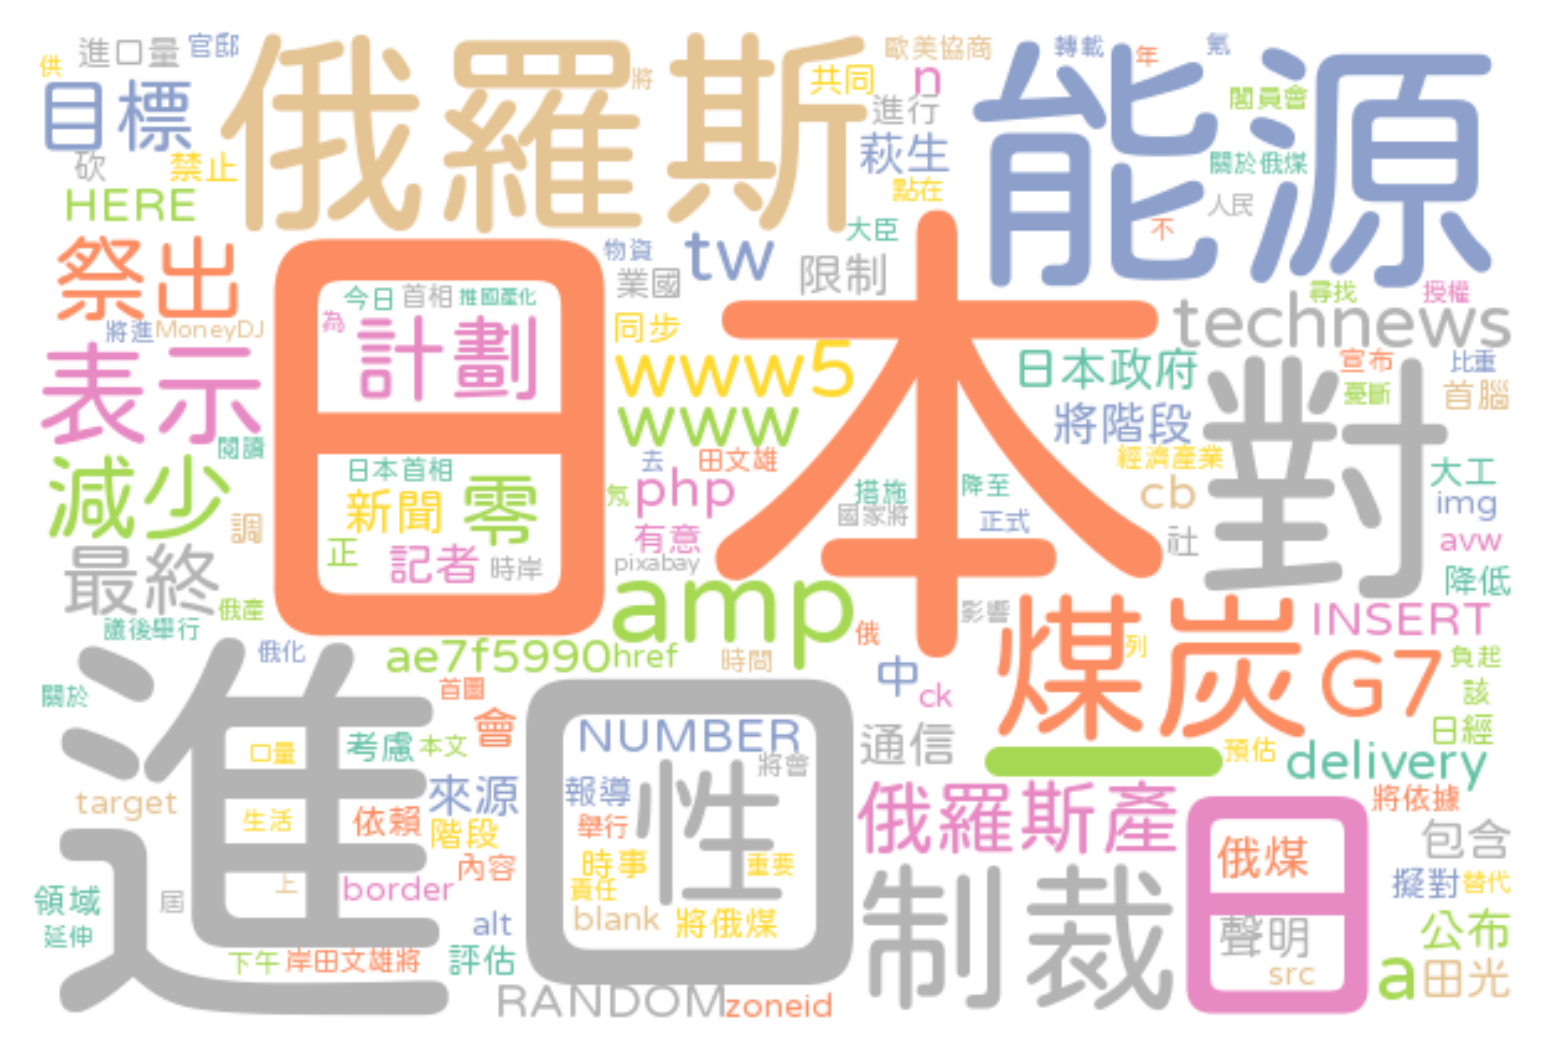 供
進口量
官邸
俄羅斯
將
歐美協商
轉載
年
氪
能源
目標
共同
n
進行
閣員會
砍
禁止
萩生
關於俄煤
HERE
點在
人民
不
大臣
祭出
日本
物資
tw
業國
限制
今日
首相
推國產化
尋找
授權
將進
MoneyDJ
為
計劃
同步
technews
表示
www5
日本政府
對
宣布
比重
憂斷
首腦
www
將階段
閱讀
日本首相
去
田文雄
經濟產業
大工
減少
新聞
零
氖
php
措施
降至
cb
img
調
國家將
正式
正
記者
時岸
有意
社
avw
最終
pixabay
降低
俄產
amp
影響
煤炭
INSERT
議後舉行
俄
列
俄化
ae7f5990
href
時間
中
G7
負起
關於
首圖
ck
該
進口
會
NUMBER
通信
日經
口量
考慮
本文
將會
一
預估
delivery
target
來源
報導
性
俄羅斯產
日
將依據
生活
依賴
階段
舉行
包含
時事
重要
俄煤
內容
制裁
擬對
替代
領域
上
居
border
責任
blank
將俄煤
alt
聲明
公布
延伸
下午
岸田文雄將
評估
src
a
田光
RANDOM
zoneid